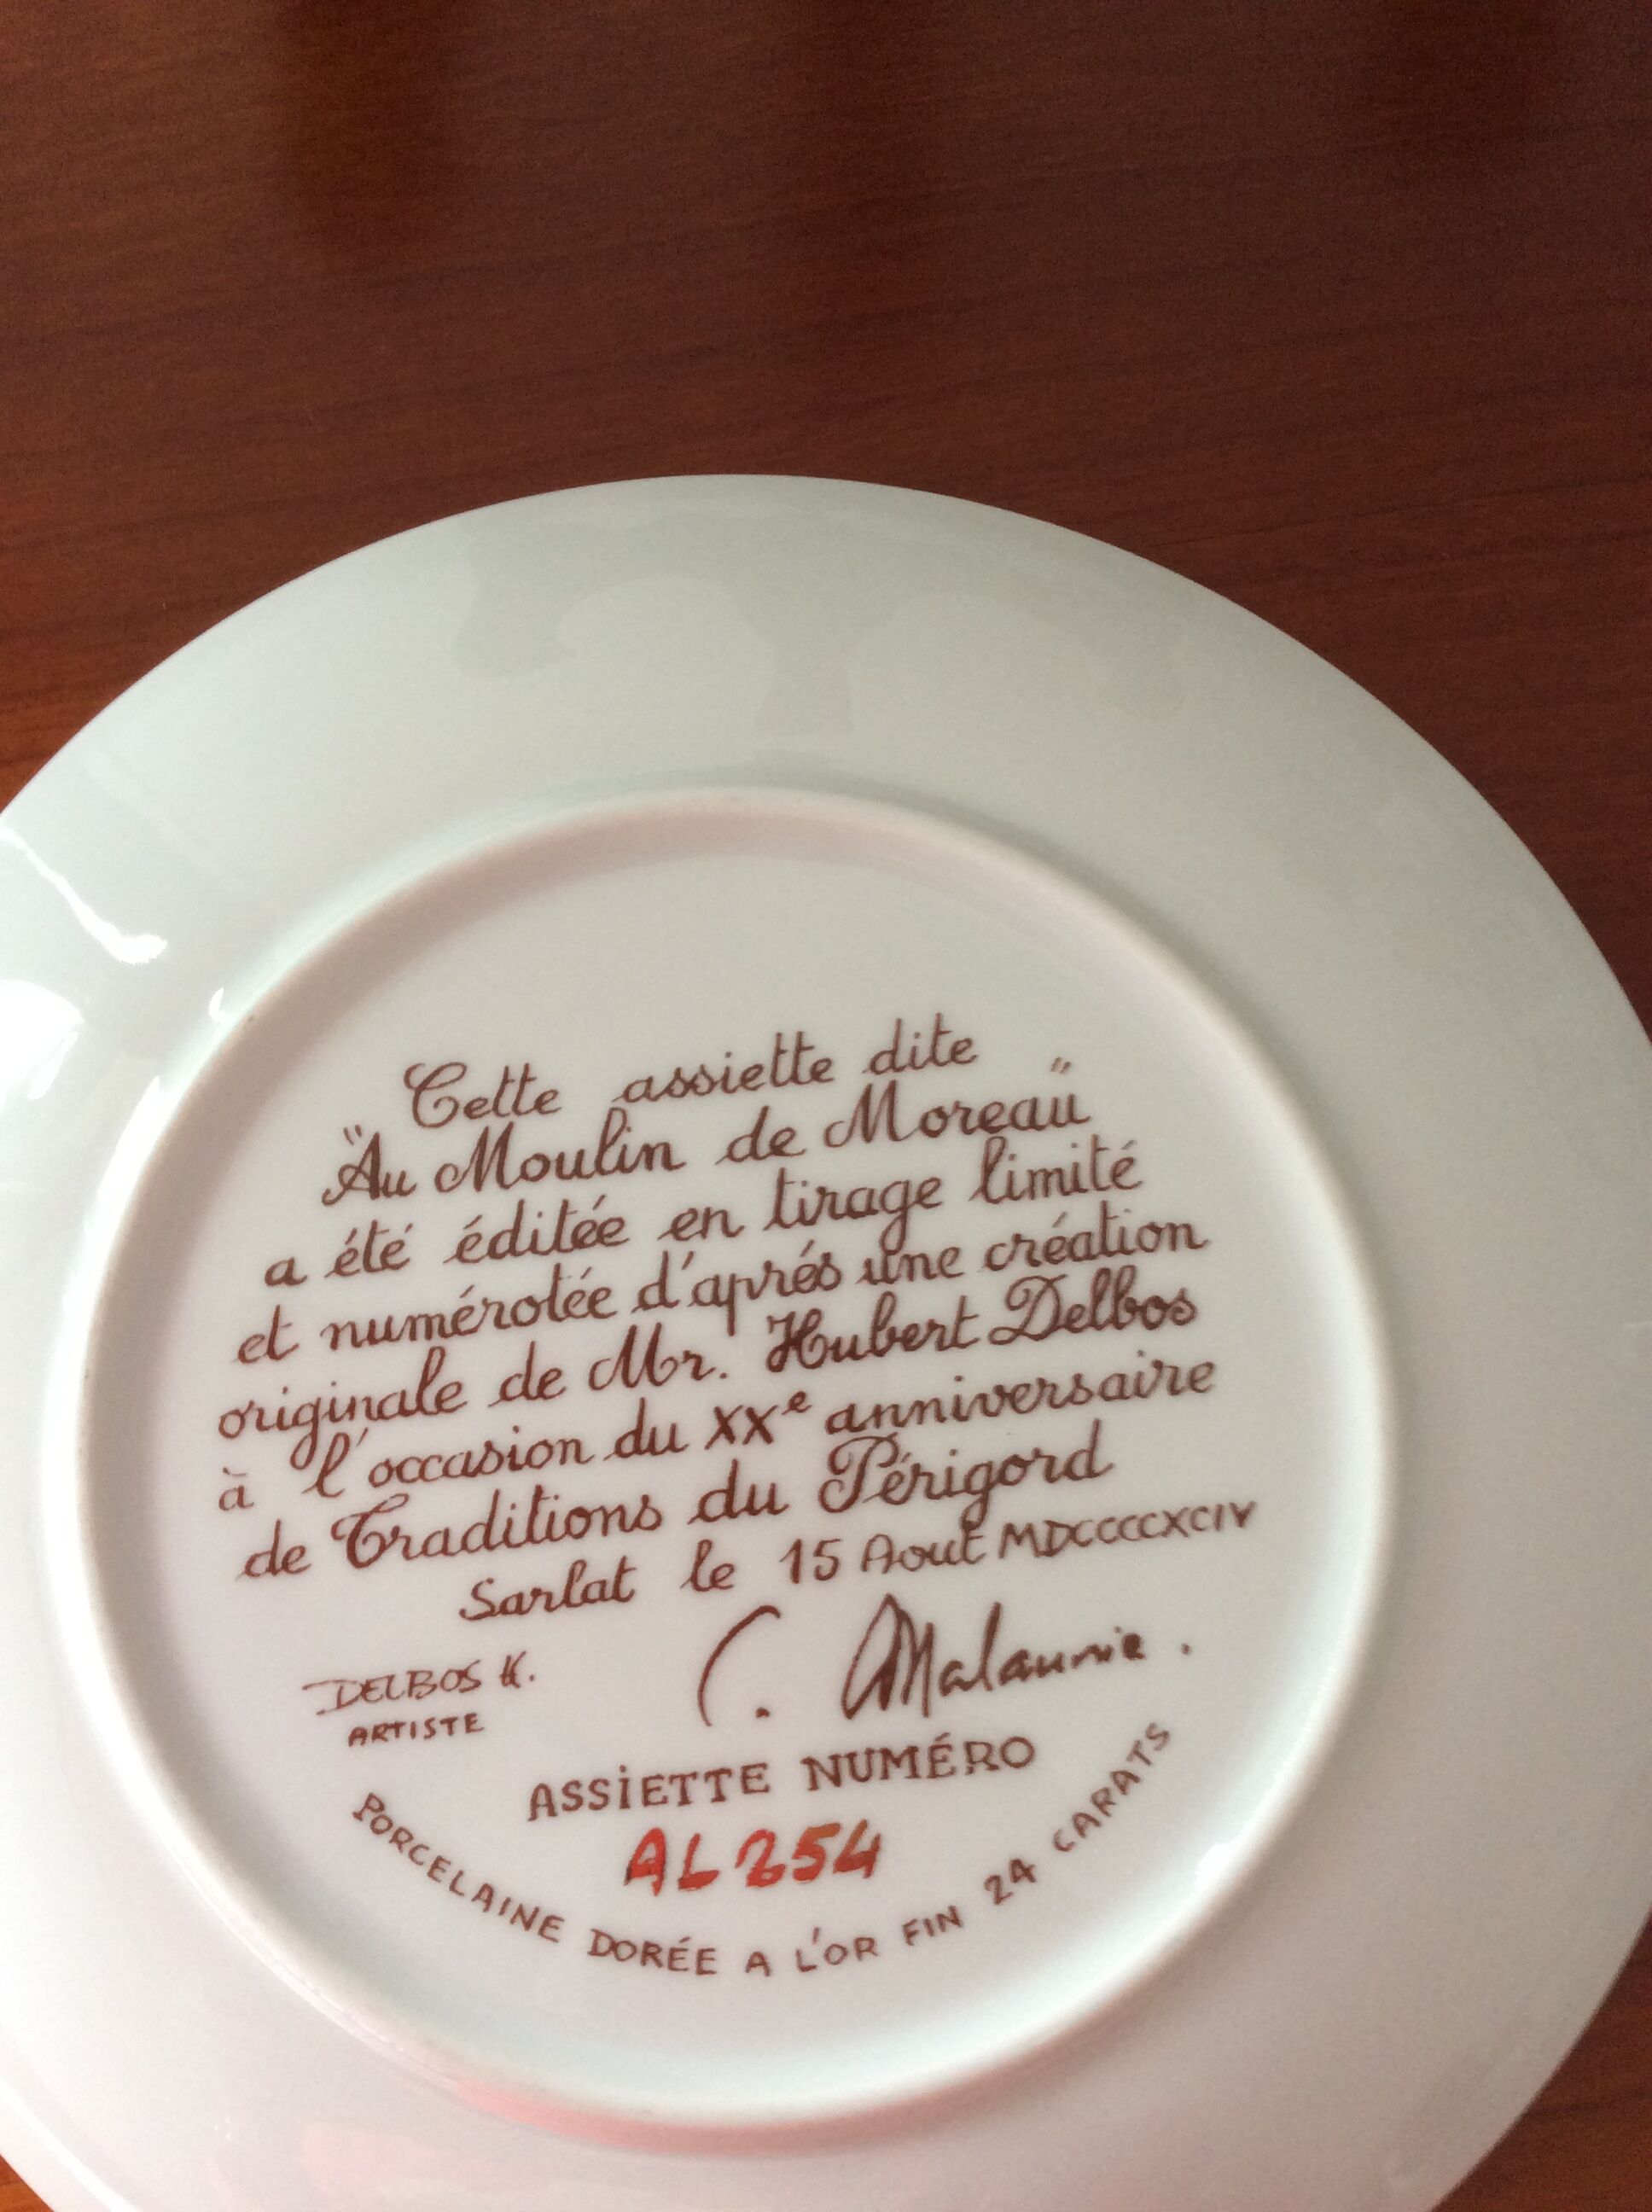 Cette assiette dite
"Au Moulin de Moreau"
a été éditée en tirage limité
et numérotée d'aprés une création
originale de Mr. Hubert Delbos
à l'occasion du XXe anniversaire
de Traditions du Périgord
Sarlat le 15 Aout MDCCCCXCIV
DELBOS H.
ARTISTE
C. Malaurie.
ASSIETTE NUMÉRO
AL254
PORCELAINE DORÉE A L'OR FIN 24 CARATS